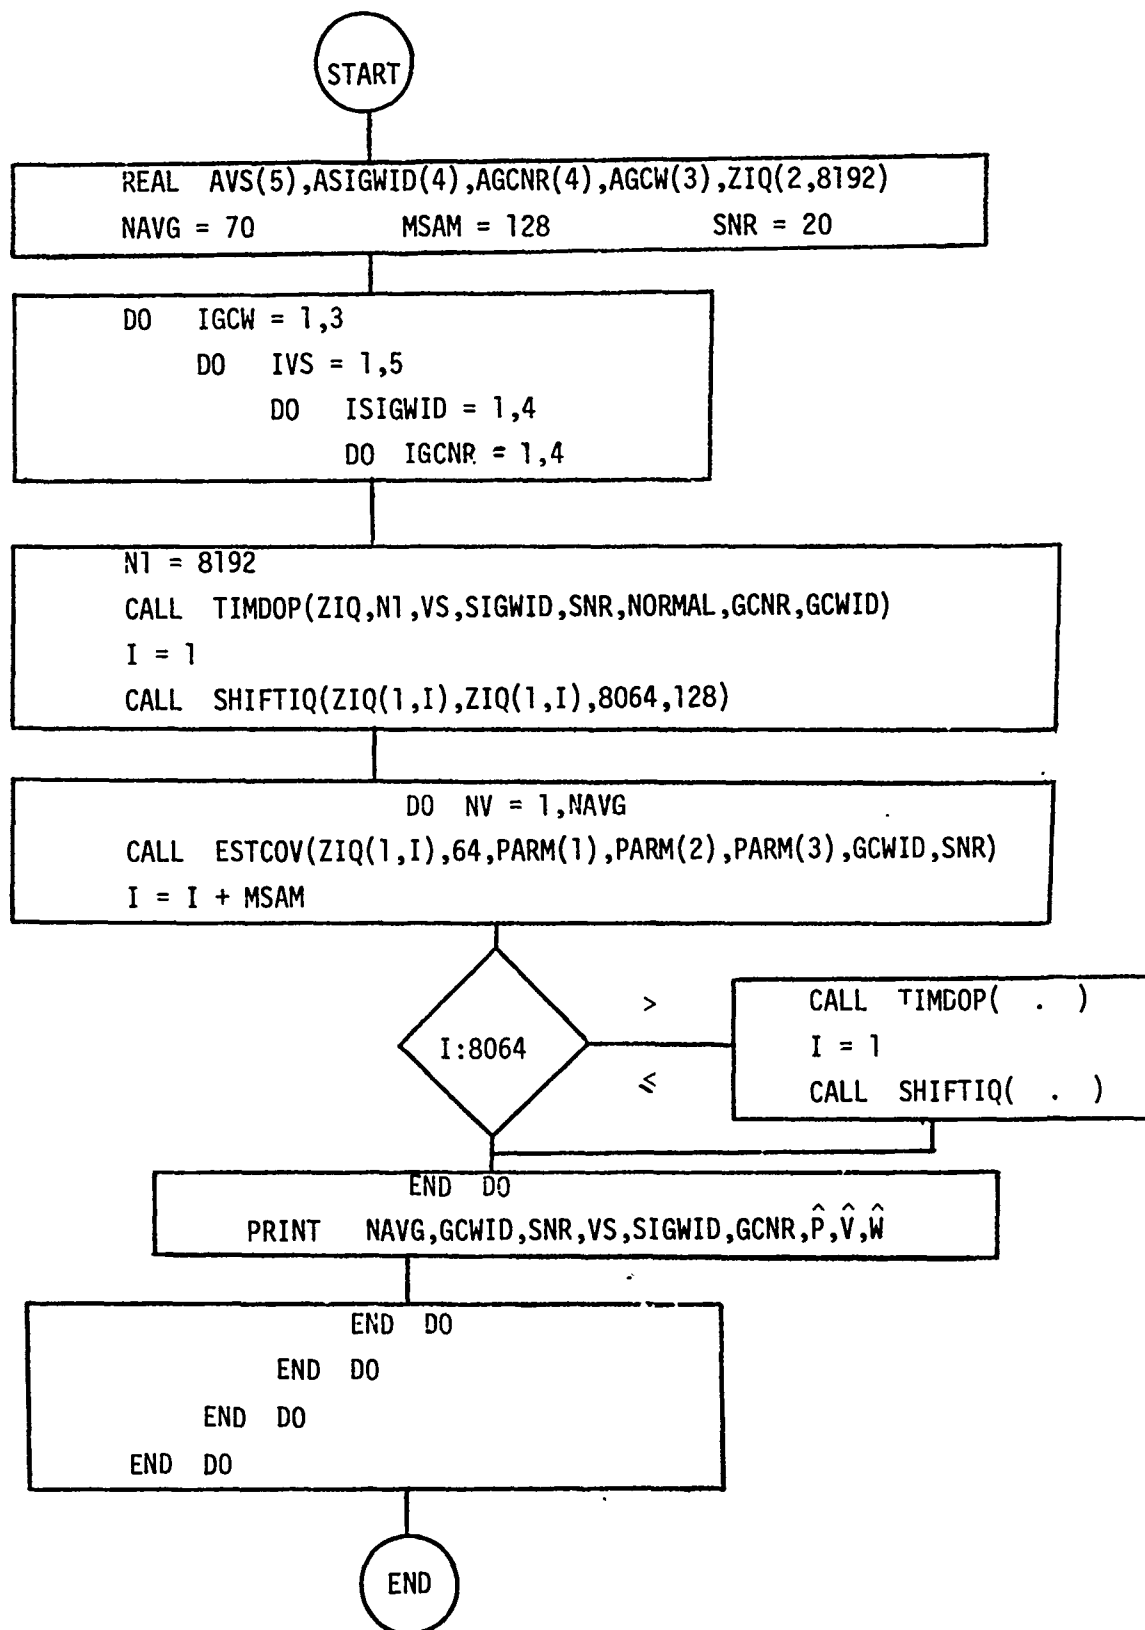 START
REAL AVS(5),ASIGWID(4),AGCNR(4),AGCW(3),ZIQ(2,8192)
NAVG = 70 MSAM = 128 SNR = 20
DO IGCW = 1,3
DO IVS = 1,5
DO ISIGWID = 1,4
DO IGCNR = 1,4
N1 = 8192
CALL TIMDOP(ZIQ,N1,VS,SIGWID,SNR,NORMAL,GCNR,GCWID)
I = 1
CALL SHIFTIQ(ZIQ(1,I),ZIQ(1,I),8064,128)
DO NV = 1,NAVG
CALL ESTCOV(ZIQ(1,I),64,PARM(1),PARM(2),PARM(3),GCWID,SNR)
I = I + MSAM
I:8064
>
≤
CALL TIMDOP( . )
I = 1
CALL SHIFTIQ( . )
END DO
PRINT NAVG,GCWID,SNR,VS,SIGWID,GCNR,P̂,V̂,Ŵ
END DO
END DO
END DO
END DO
END